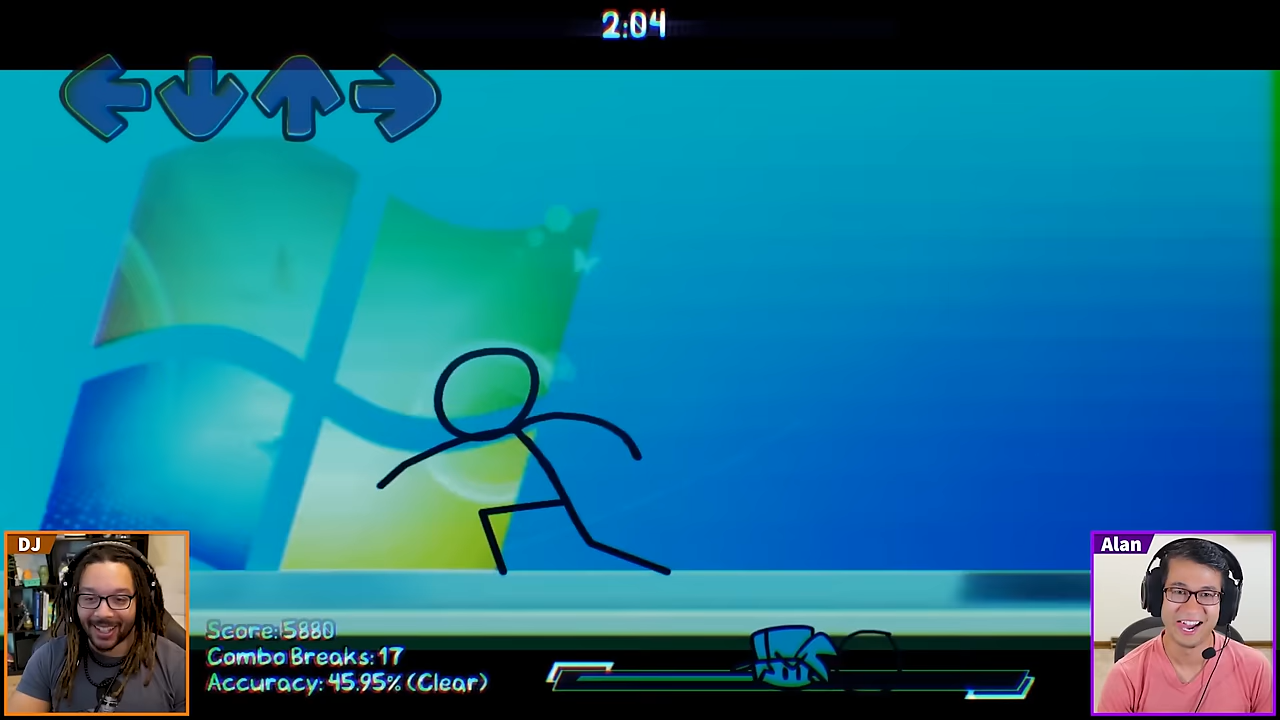 2:04
DJ
Alan
Score:5880
Combo Breaks: 17
Accuracy: 45.95% (Clear)